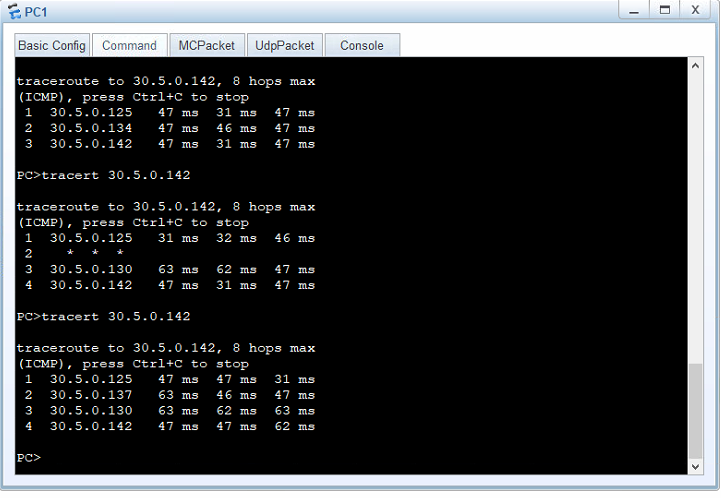 PC1
Basic Config Command MCPacket UdpPacket Console
traceroute to 30.5.0.142, 8 hops max
(ICMP), press Ctrl+C to stop
1 30.5.0.125 47 ms 31 ms 47 ms
2 30.5.0.134 47 ms 46 ms 47 ms
3 30.5.0.142 47 ms 31 ms 47 ms
PC>tracert 30.5.0.142
traceroute to 30.5.0.142, 8 hops max
(ICMP), press Ctrl+C to stop
1 30.5.0.125 31 ms 32 ms 46 ms
2 * * *
3 30.5.0.130 63 ms 62 ms 47 ms
4 30.5.0.142 47 ms 31 ms 47 ms
PC>tracert 30.5.0.142
traceroute to 30.5.0.142, 8 hops max
(ICMP), press Ctrl+C to stop
1 30.5.0.125 47 ms 47 ms 31 ms
2 30.5.0.137 63 ms 46 ms 47 ms
3 30.5.0.130 63 ms 62 ms 63 ms
4 30.5.0.142 47 ms 47 ms 62 ms
PC>